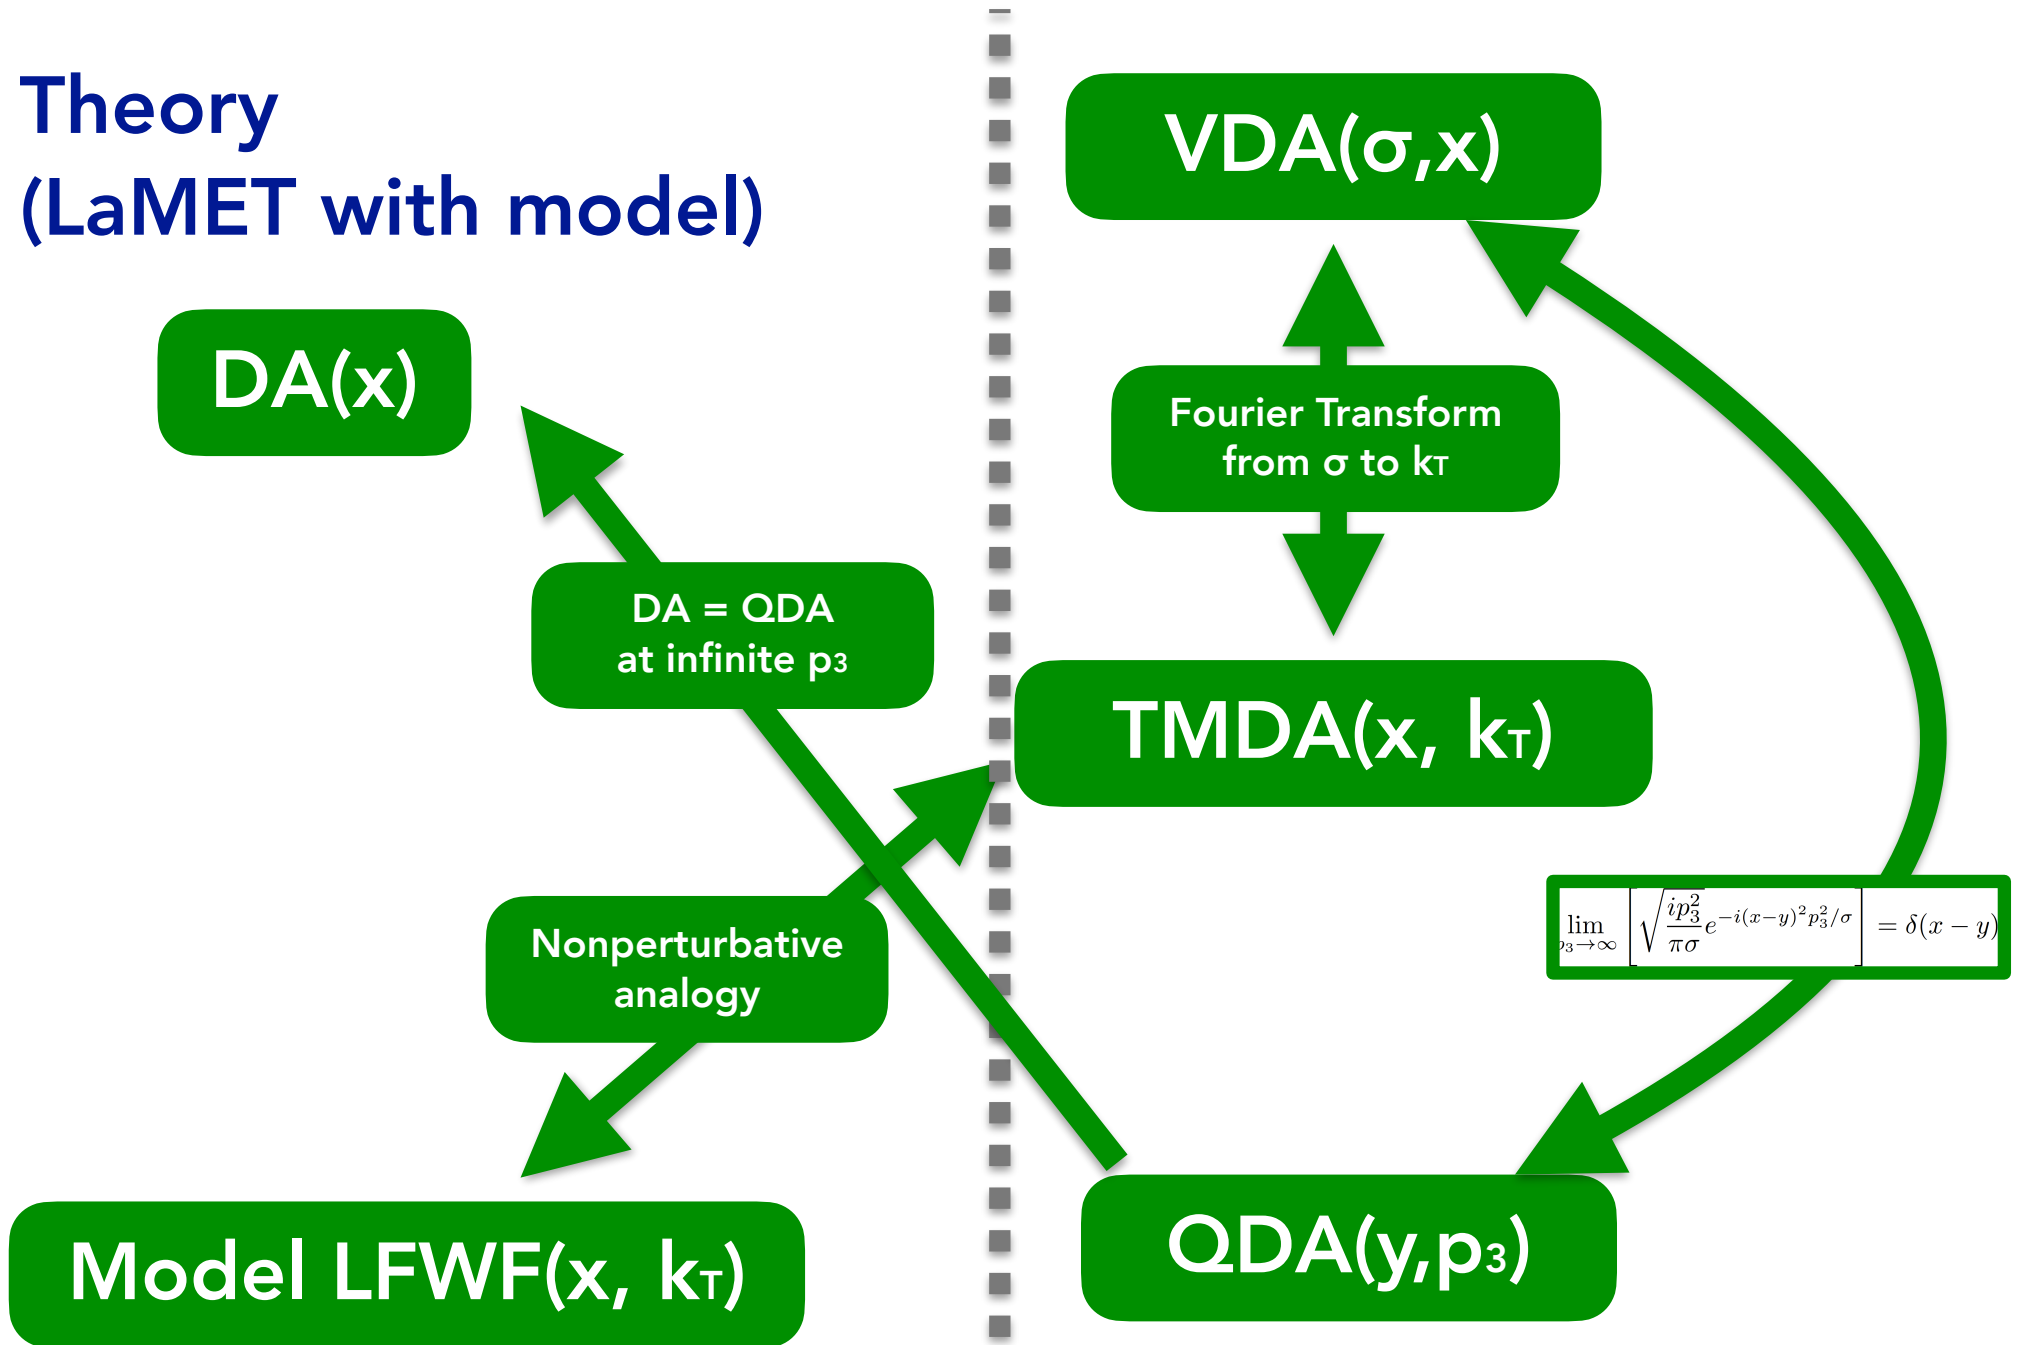 Theory
(LaMET with model)
VDA(σ,x)
DA(x)
Fourier Transform
from σ to kT
DA = QDA
at infinite p3
TMDA(x, kT)
Nonperturbative
analogy
lim p3→∞ [√(ip3²/πσ) e^{−i(x−y)²p3²/σ}] = δ(x − y)
Model LFWF(x, kT)
QDA(y,p3)